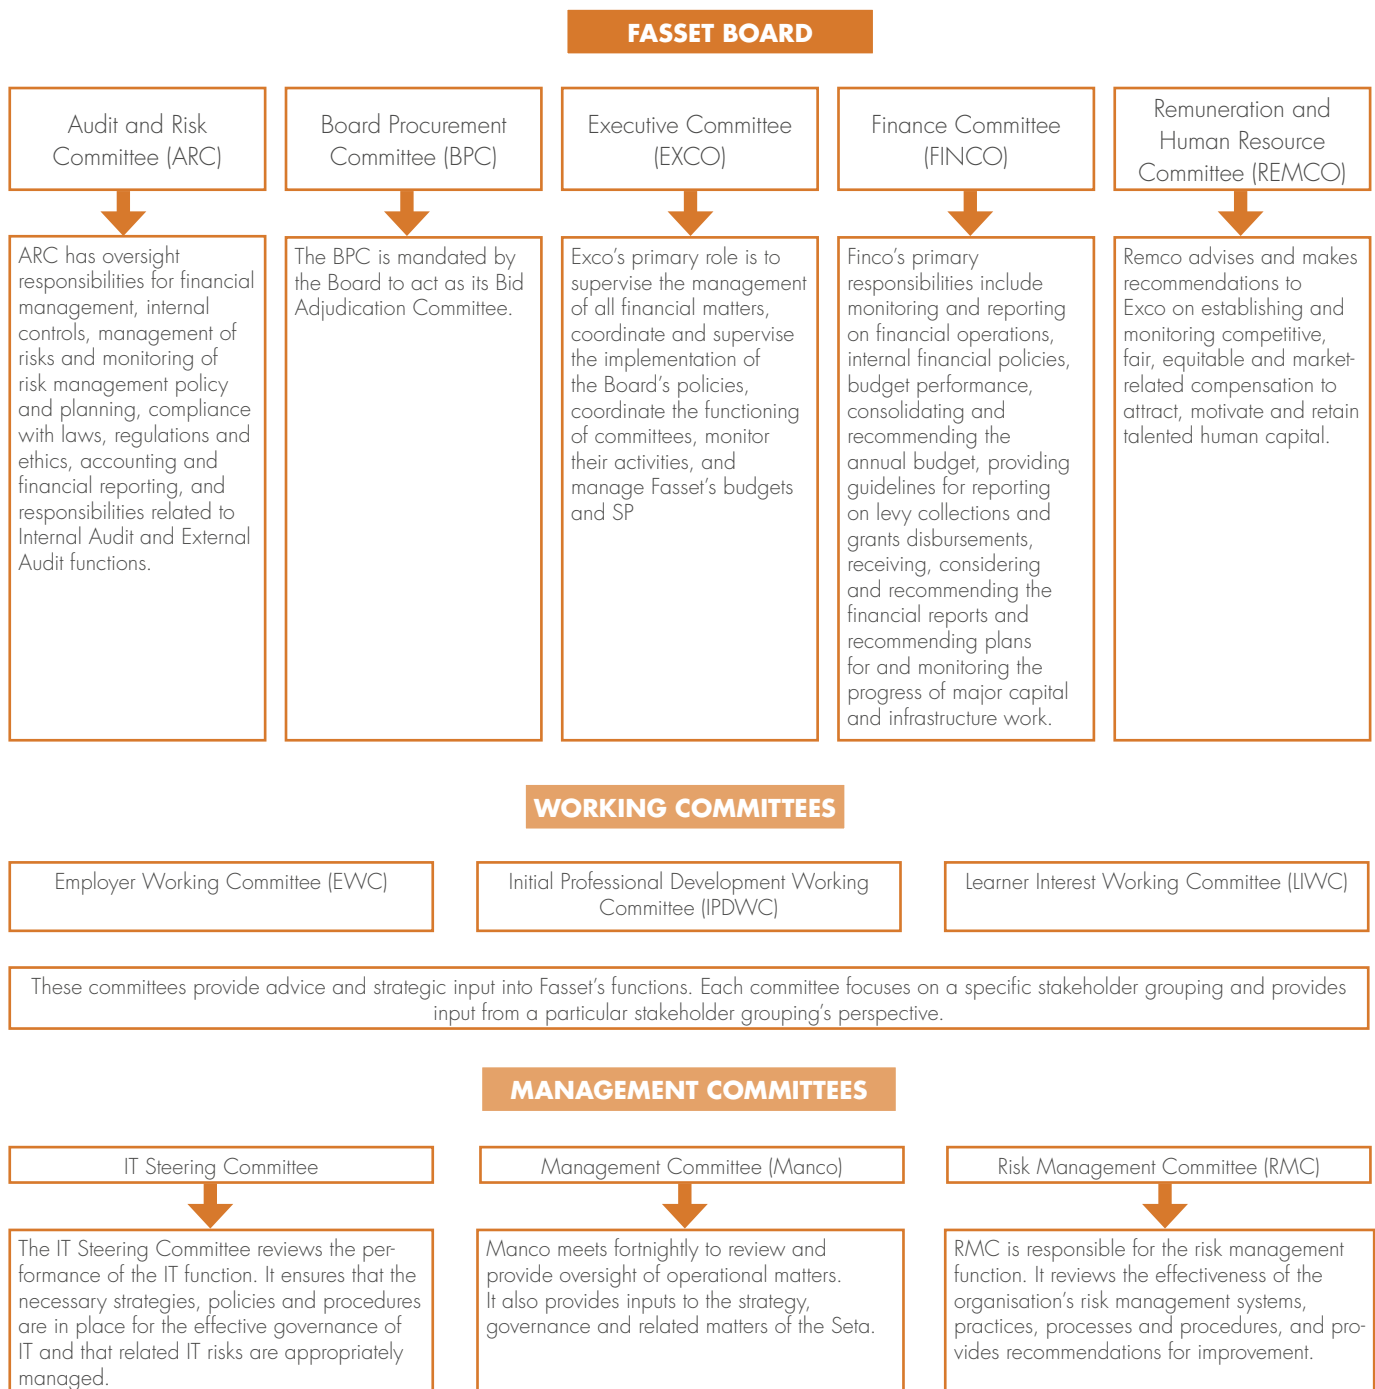 FASSET BOARD
Audit and Risk
Committee (ARC)
Board Procurement
Committee (BPC)
Executive Committee
(EXCO)
Finance Committee
(FINCO)
Remuneration and
Human Resource
Committee (REMCO)
ARC has oversight
responsibilities for financial
management, internal
controls, management of
risks and monitoring of
risk management policy
and planning, compliance
with laws, regulations and
ethics, accounting and
financial reporting, and
responsibilities related to
Internal Audit and External
Audit functions.
The BPC is mandated by
the Board to act as its Bid
Adjudication Committee.
Exco's primary role is to
supervise the management
of all financial matters,
coordinate and supervise
the implementation of
the Board's policies,
coordinate the functioning
of committees, monitor
their activities, and
manage Fasset's budgets
and SP
Finco's primary
responsibilities include
monitoring and reporting
on financial operations,
internal financial policies,
budget performance,
consolidating and
recommending the
annual budget, providing
guidelines for reporting
on levy collections and
grants disbursements,
receiving, considering
and recommending the
financial reports and
recommending plans
for and monitoring the
progress of major capital
and infrastructure work.
Remco advises and makes
recommendations to
Exco on establishing and
monitoring competitive,
fair, equitable and market-
related compensation to
attract, motivate and retain
talented human capital.
WORKING COMMITTEES
Employer Working Committee (EWC)
Initial Professional Development Working
Committee (IPDWC)
Learner Interest Working Committee (LIWC)
These committees provide advice and strategic input into Fasset's functions. Each committee focuses on a specific stakeholder grouping and provides
input from a particular stakeholder grouping's perspective.
MANAGEMENT COMMITTEES
IT Steering Committee
Management Committee (Manco)
Risk Management Committee (RMC)
The IT Steering Committee reviews the per-
formance of the IT function. It ensures that the
necessary strategies, policies and procedures
are in place for the effective governance of
IT and that related IT risks are appropriately
managed.
Manco meets fortnightly to review and
provide oversight of operational matters.
It also provides inputs to the strategy,
governance and related matters of the Seta.
RMC is responsible for the risk management
function. It reviews the effectiveness of the
organisation's risk management systems,
practices, processes and procedures, and pro-
vides recommendations for improvement.